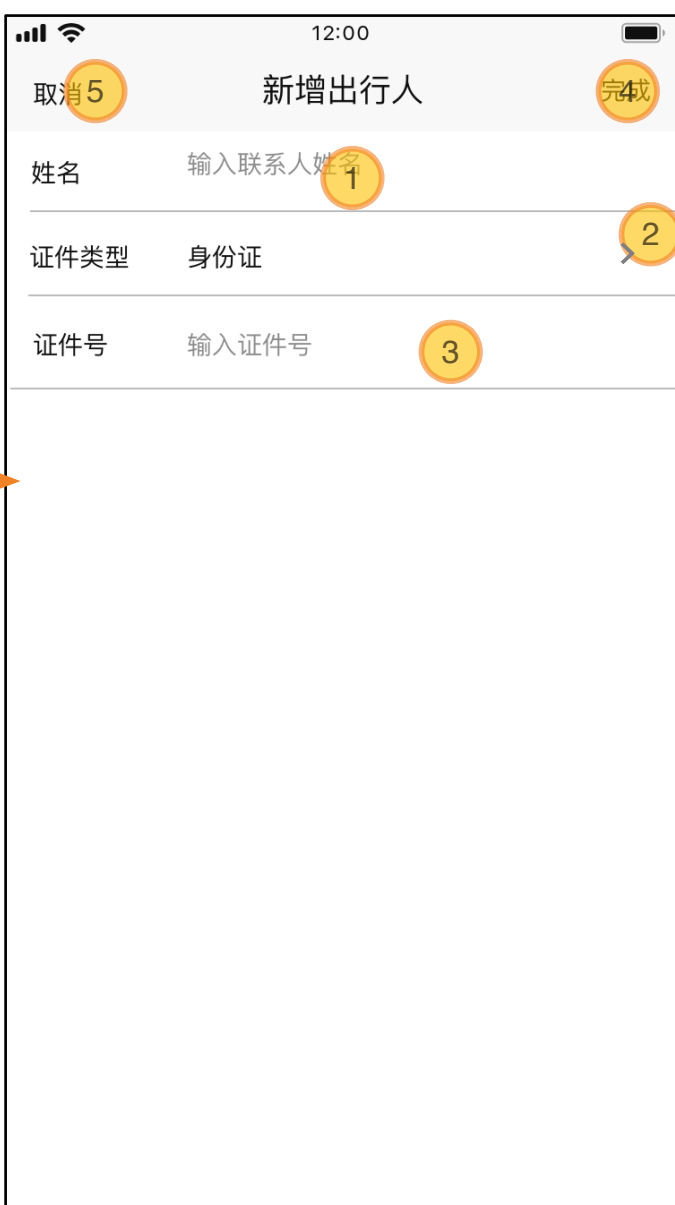 12:00
取消 5 新增出行人 完成 4
姓名 输入联系人姓名 1
2
证件类型 身份证
证件号 输入证件号 3